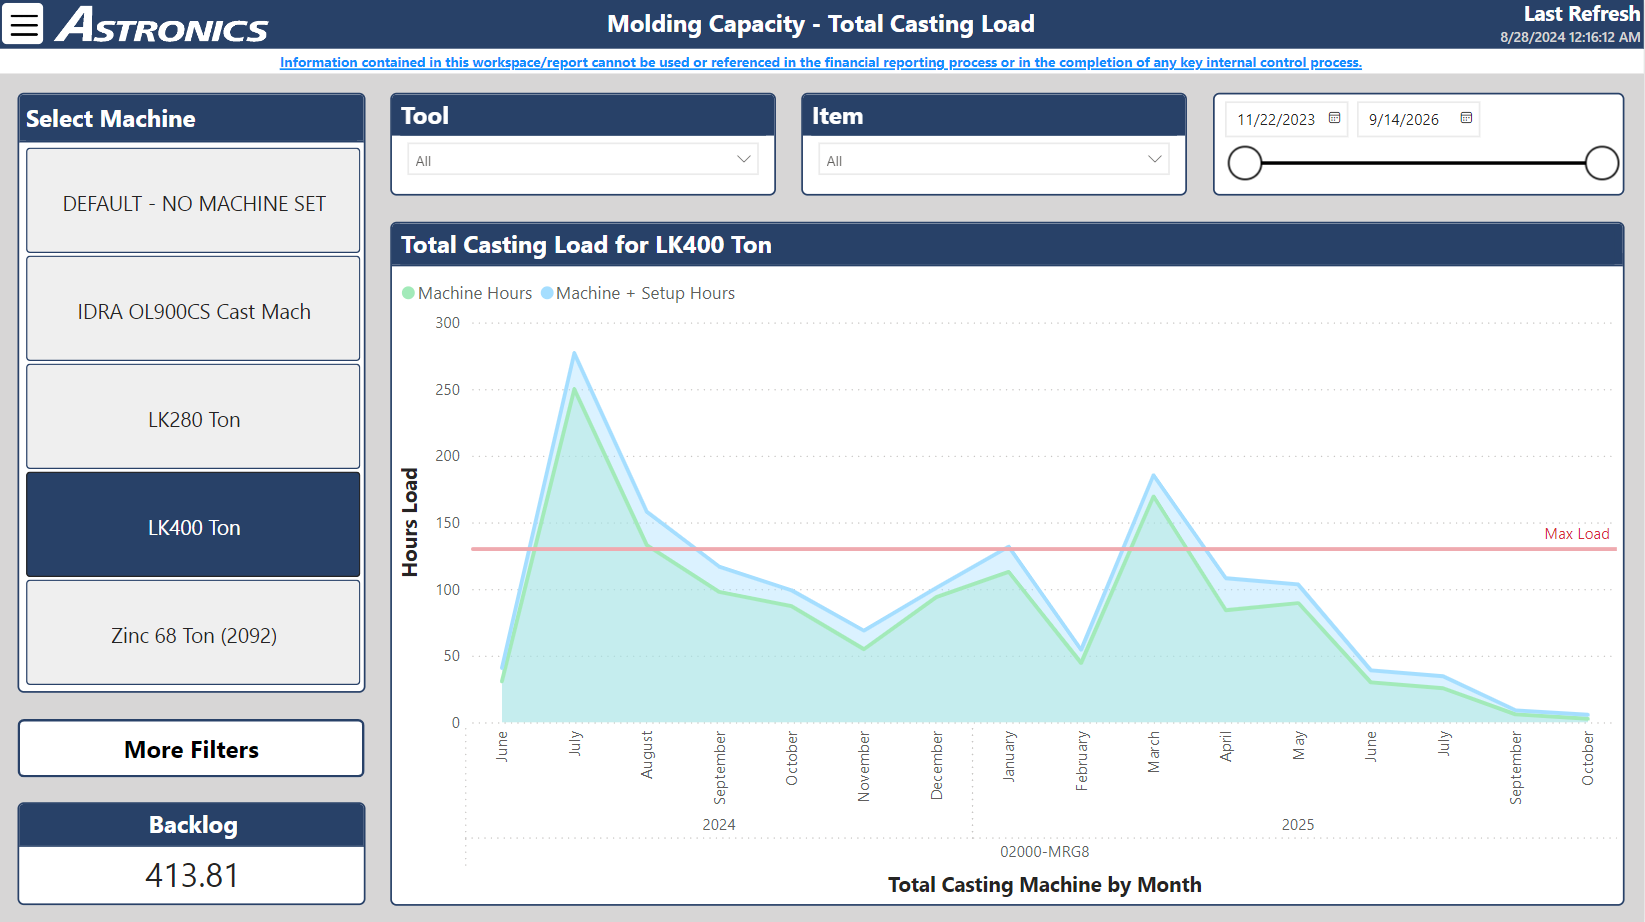 ASTRONICS
Molding Capacity - Total Casting Load
Last Refresh
8/28/2024 12:16:12 AM
Information contained in this workspace/report cannot be used or referenced in the financial reporting process or in the completion of any key internal control process.
Select Machine
DEFAULT - NO MACHINE SET
IDRA OL900CS Cast Mach
LK280 Ton
LK400 Ton
Zinc 68 Ton (2092)
More Filters
Backlog
413.81
Tool
All
Item
All
11/22/2023
9/14/2026
Total Casting Load for LK400 Ton
Machine Hours
Machine + Setup Hours
Hours Load
300
250
200
150
100
50
0
Max Load
June
July
August
September
October
November
December
January
February
March
April
May
June
July
September
October
2024
2025
02000-MRG8
Total Casting Machine by Month